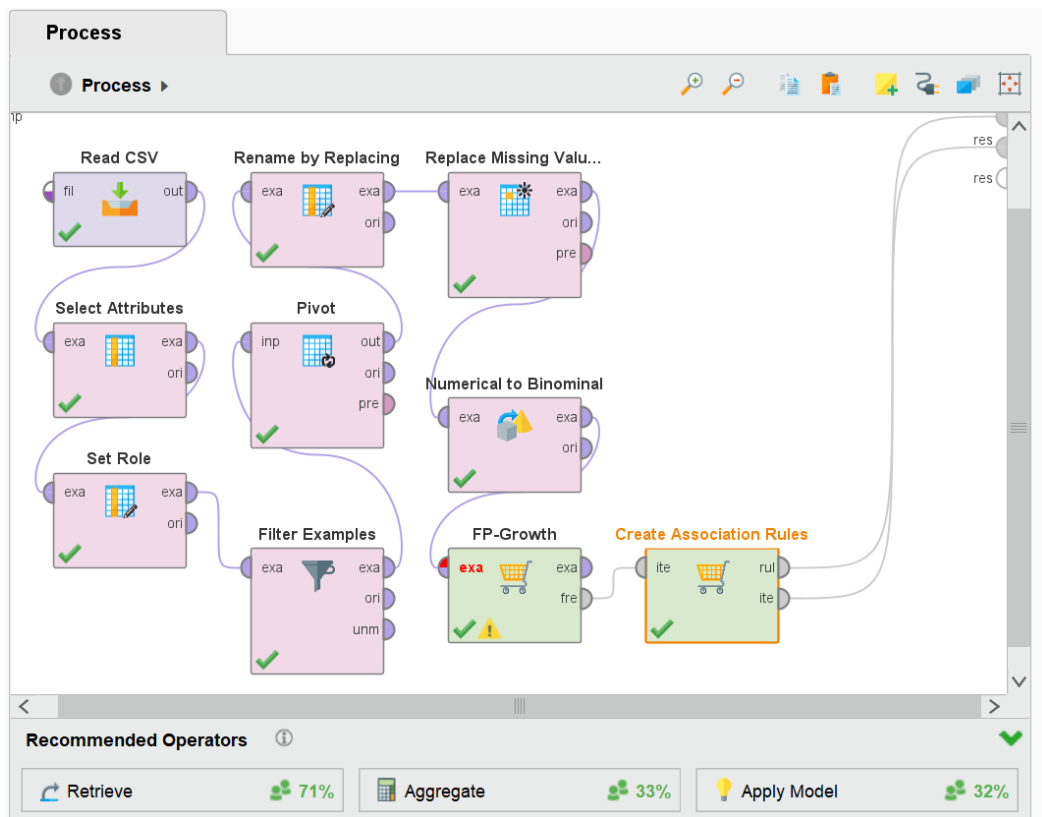 Process
Process
np
Read CSV
fil out
Rename by Replacing
exa exa
ori
Replace Missing Valu...
exa exa
ori
pre
res
res
Select Attributes
exa exa
ori
Pivot
inp out
ori
pre
Numerical to Binominal
exa exa
ori
Set Role
exa exa
ori
Filter Examples
exa exa
ori
unm
FP-Growth
exa exa
fre
Create Association Rules
ite rul
ite
Recommended Operators
Retrieve 71%
Aggregate 33%
Apply Model 32%